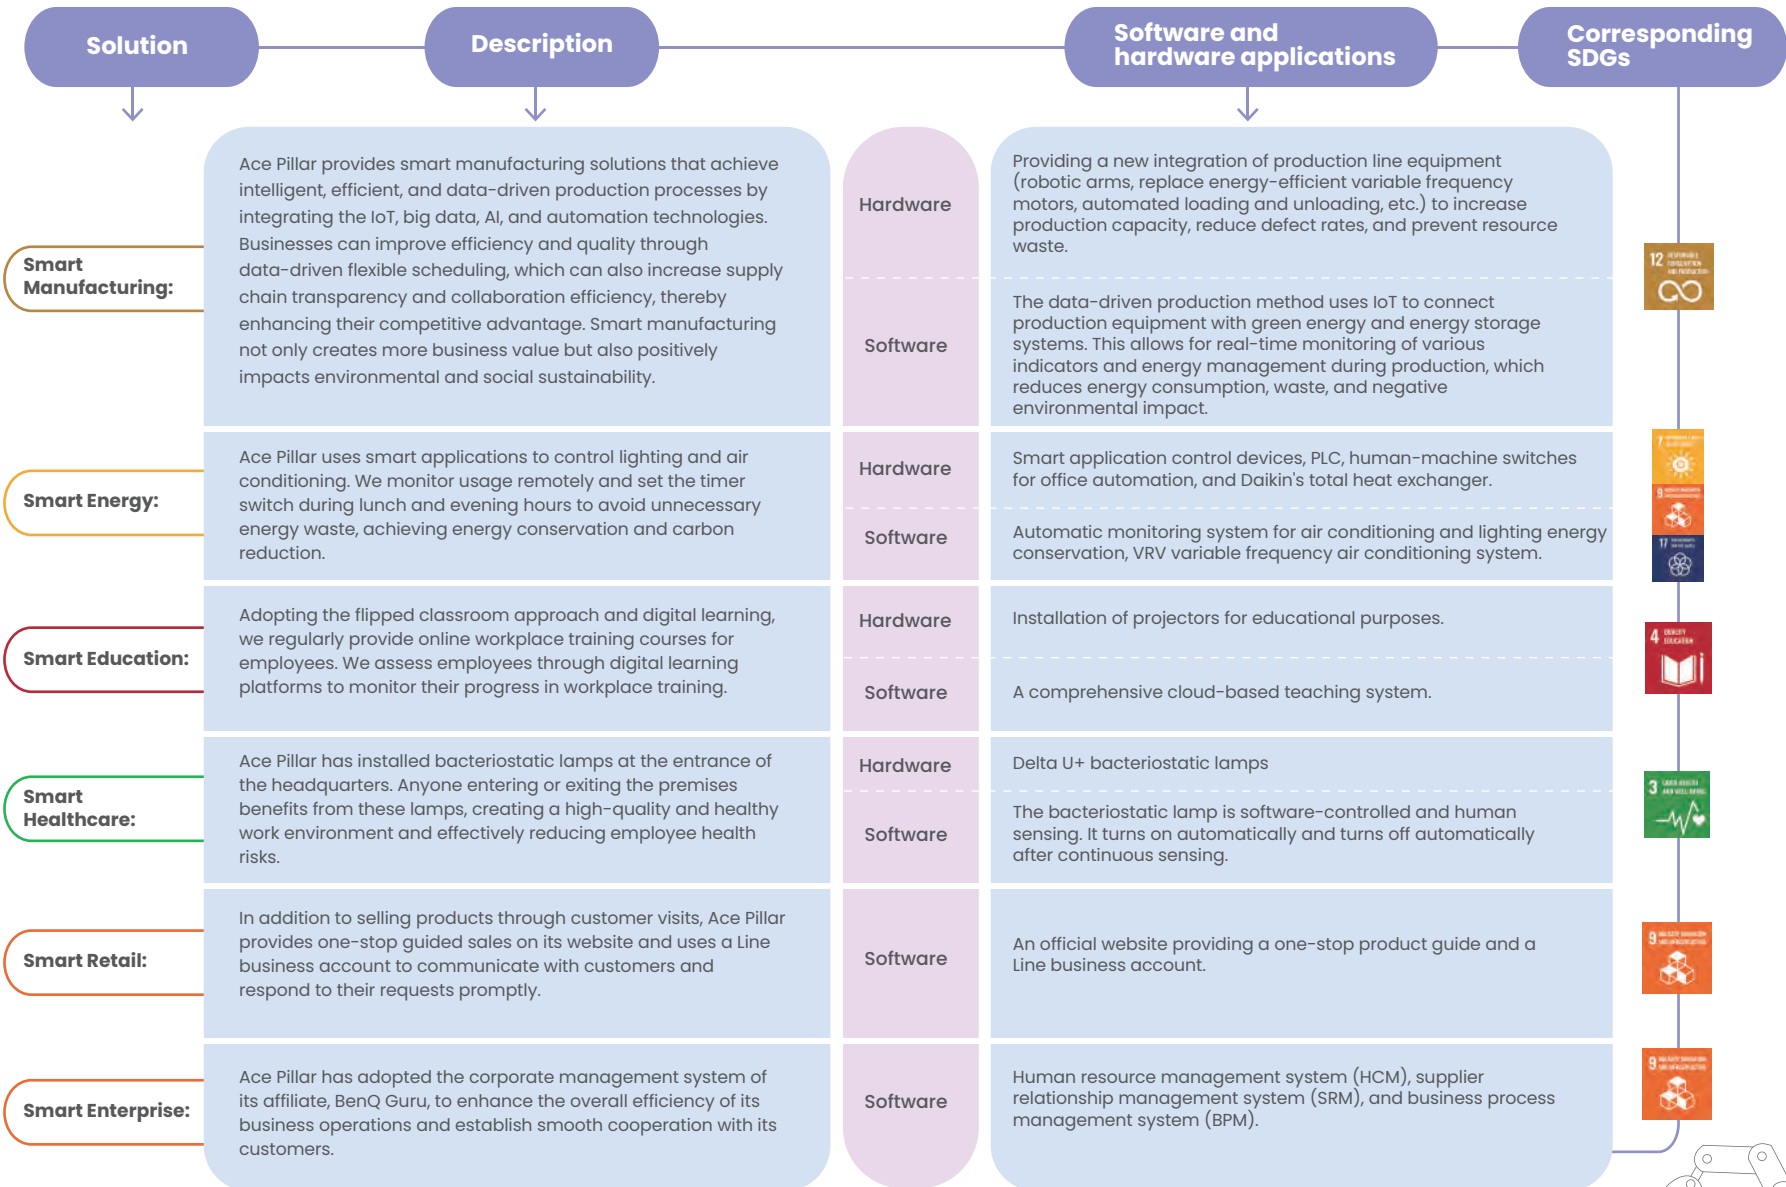 Solution
Description
Software and
hardware applications
Corresponding
SDGs
Smart
Manufacturing:
Ace Pillar provides smart manufacturing solutions that achieve
intelligent, efficient, and data-driven production processes by
integrating the IoT, big data, AI, and automation technologies.
Businesses can improve efficiency and quality through
data-driven flexible scheduling, which can also increase supply
chain transparency and collaboration efficiency, thereby
enhancing their competitive advantage. Smart manufacturing
not only creates more business value but also positively
impacts environmental and social sustainability.
Hardware
Providing a new integration of production line equipment
(robotic arms, replace energy-efficient variable frequency
motors, automated loading and unloading, etc.) to increase
production capacity, reduce defect rates, and prevent resource
waste.
Software
The data-driven production method uses IoT to connect
production equipment with green energy and energy storage
systems. This allows for real-time monitoring of various
indicators and energy management during production, which
reduces energy consumption, waste, and negative
environmental impact.
12 RESPONSIBLE
CONSUMPTION
AND PRODUCTION
Smart Energy:
Ace Pillar uses smart applications to control lighting and air
conditioning. We monitor usage remotely and set the timer
switch during lunch and evening hours to avoid unnecessary
energy waste, achieving energy conservation and carbon
reduction.
Hardware
Smart application control devices, PLC, human-machine switches
for office automation, and Daikin's total heat exchanger.
Software
Automatic monitoring system for air conditioning and lighting energy
conservation, VRV variable frequency air conditioning system.
7
9
17
Smart Education:
Adopting the flipped classroom approach and digital learning,
we regularly provide online workplace training courses for
employees. We assess employees through digital learning
platforms to monitor their progress in workplace training.
Hardware
Installation of projectors for educational purposes.
Software
A comprehensive cloud-based teaching system.
4 QUALITY
EDUCATION
Smart
Healthcare:
Ace Pillar has installed bacteriostatic lamps at the entrance of
the headquarters. Anyone entering or exiting the premises
benefits from these lamps, creating a high-quality and healthy
work environment and effectively reducing employee health
risks.
Hardware
Delta U+ bacteriostatic lamps
Software
The bacteriostatic lamp is software-controlled and human
sensing. It turns on automatically and turns off automatically
after continuous sensing.
3 GOOD HEALTH
AND WELL-BEING
Smart Retail:
In addition to selling products through customer visits, Ace Pillar
provides one-stop guided sales on its website and uses a Line
business account to communicate with customers and
respond to their requests promptly.
Software
An official website providing a one-stop product guide and a
Line business account.
9
Smart Enterprise:
Ace Pillar has adopted the corporate management system of
its affiliate, BenQ Guru, to enhance the overall efficiency of its
business operations and establish smooth cooperation with its
customers.
Software
Human resource management system (HCM), supplier
relationship management system (SRM), and business process
management system (BPM).
9